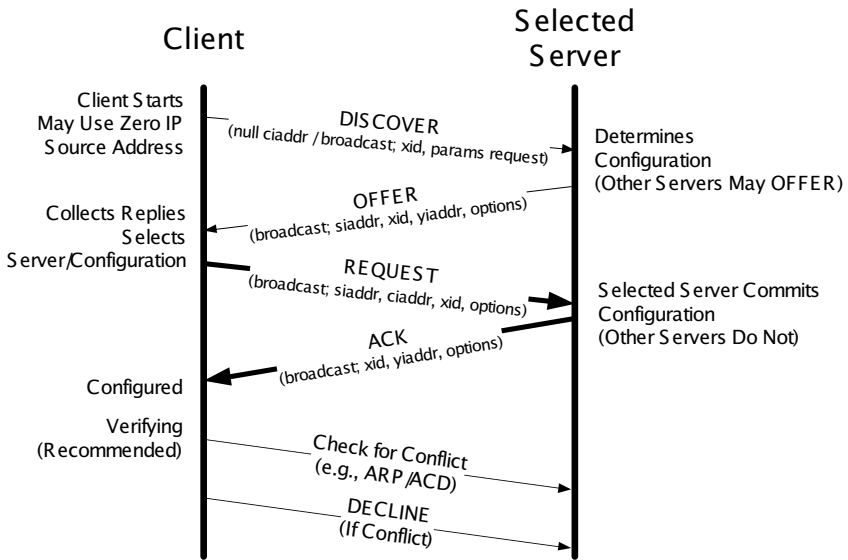 Client
Selected
Server
Client Starts
May Use Zero IP
Source Address
DISCOVER
(null ciaddr / broadcast; xid, params request)
Determines
Configuration
(Other Servers May OFFER)
OFFER
(broadcast; siaddr, xid, yiaddr, options)
Collects Replies
Selects
Server/Configuration
REQUEST
(broadcast; siaddr, ciaddr, xid, options)
Selected Server Commits
Configuration
(Other Servers Do Not)
ACK
(broadcast; xid, yiaddr, options)
Configured
Verifying
(Recommended)
Check for Conflict
(e.g., ARP/ACD)
DECLINE
(If Conflict)